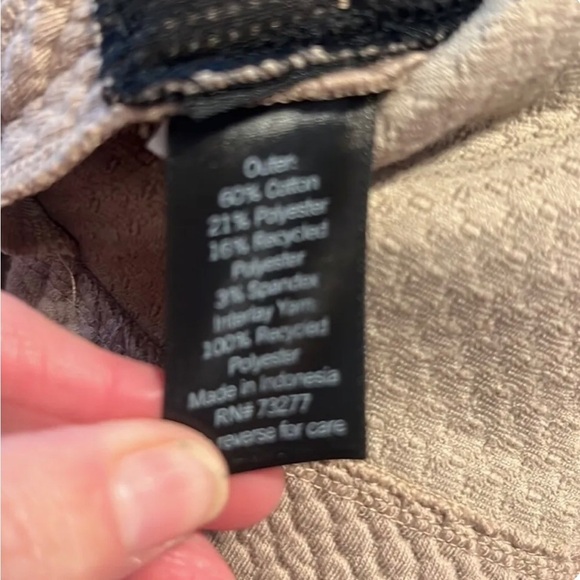 Outer:
60% Cotton
21% Polyester
16% Recycled
Polyester
3% Spandex
Interlay Yarn:
100% Recycled
Polyester
Made in Indonesia
RN# 73277
reverse for care